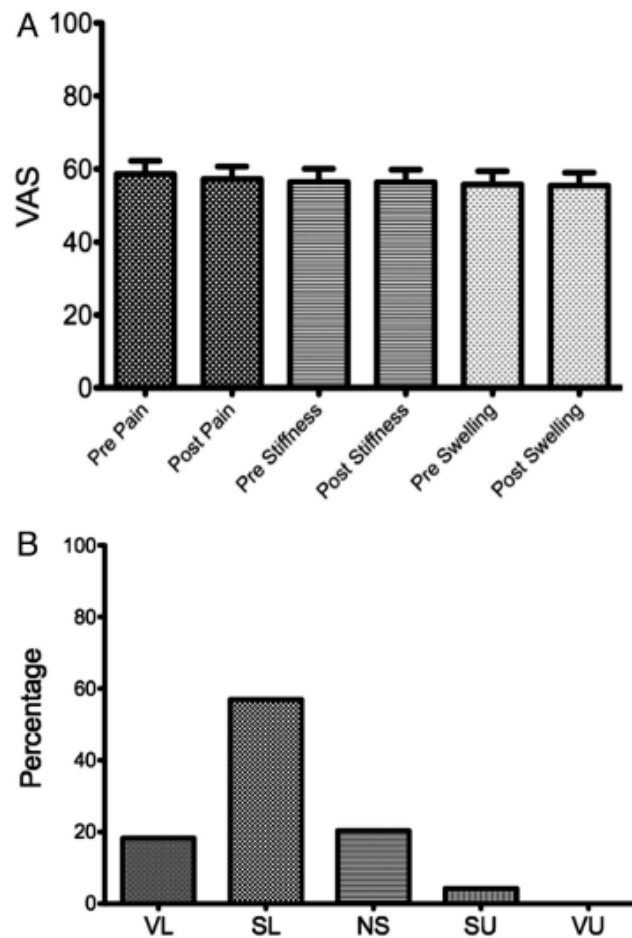 A
100
80
60
40
20
0
VAS
Pre Pain
Post Pain
Pre Stiffness
Post Stiffness
Pre Swelling
Post Swelling
B
100
80
60
40
20
0
Percentage
VL SL NS SU VU